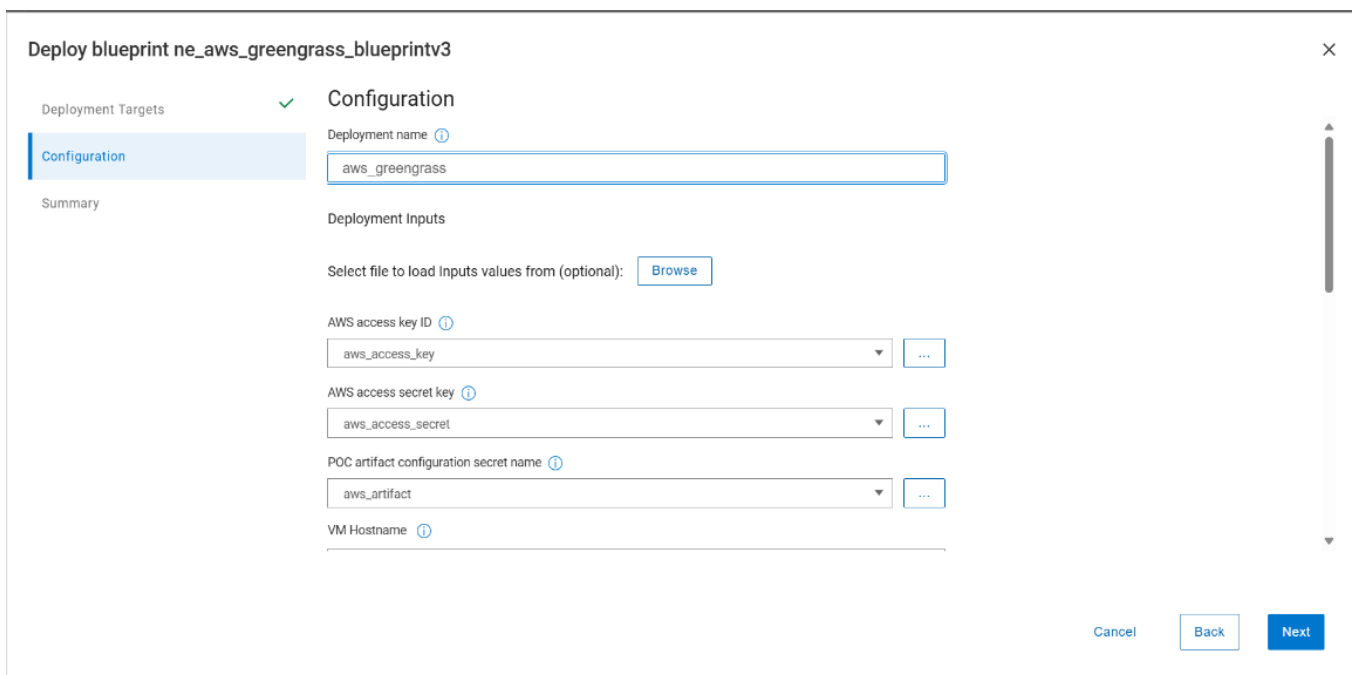 Deploy blueprint ne_aws_greengrass_blueprintv3
Deployment Targets
Configuration
Summary
Configuration
Deployment name
aws_greengrass
Deployment Inputs
Select file to load Inputs values from (optional): Browse
AWS access key ID
aws_access_key ...
AWS access secret key
aws_access_secret ...
POC artifact configuration secret name
aws_artifact ...
VM Hostname
Cancel Back Next